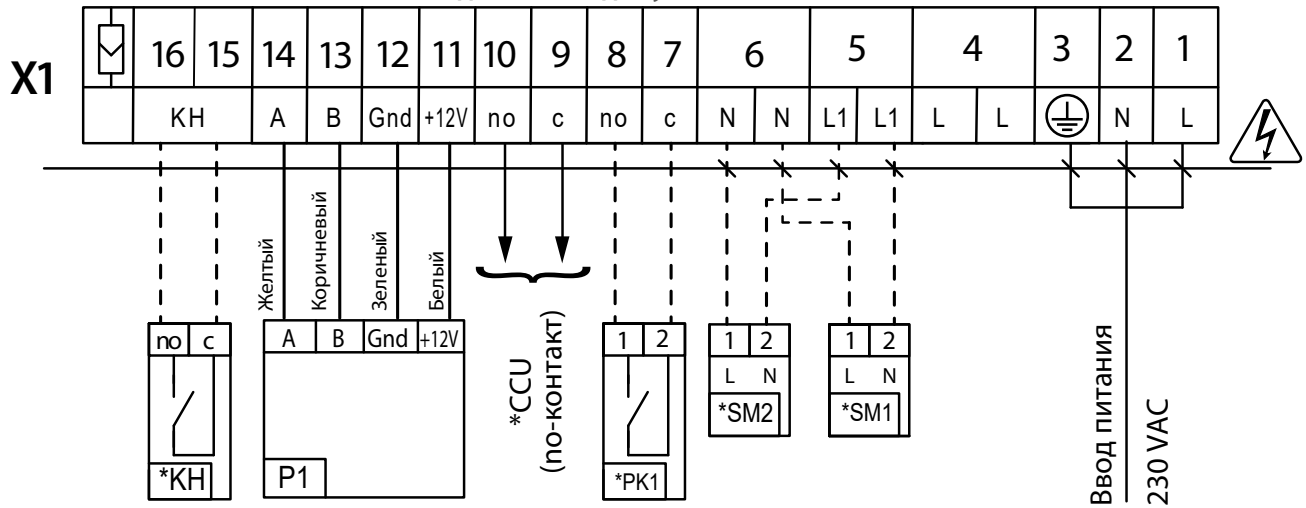 X1 16 15 14 13 12 11 10 9 8 7 6 5 4 3 2 1
KH A B Gnd +12V no c no c N N L1 L1 L L N L
Желтый
Коричневый
Зеленый
Белый
no c
*KH
A B Gnd +12V
P1
*CCU
(no-контакт)
1 2
*PK1
1 2
L N
*SM2
1 2
L N
*SM1
Ввод питания
230 VAC